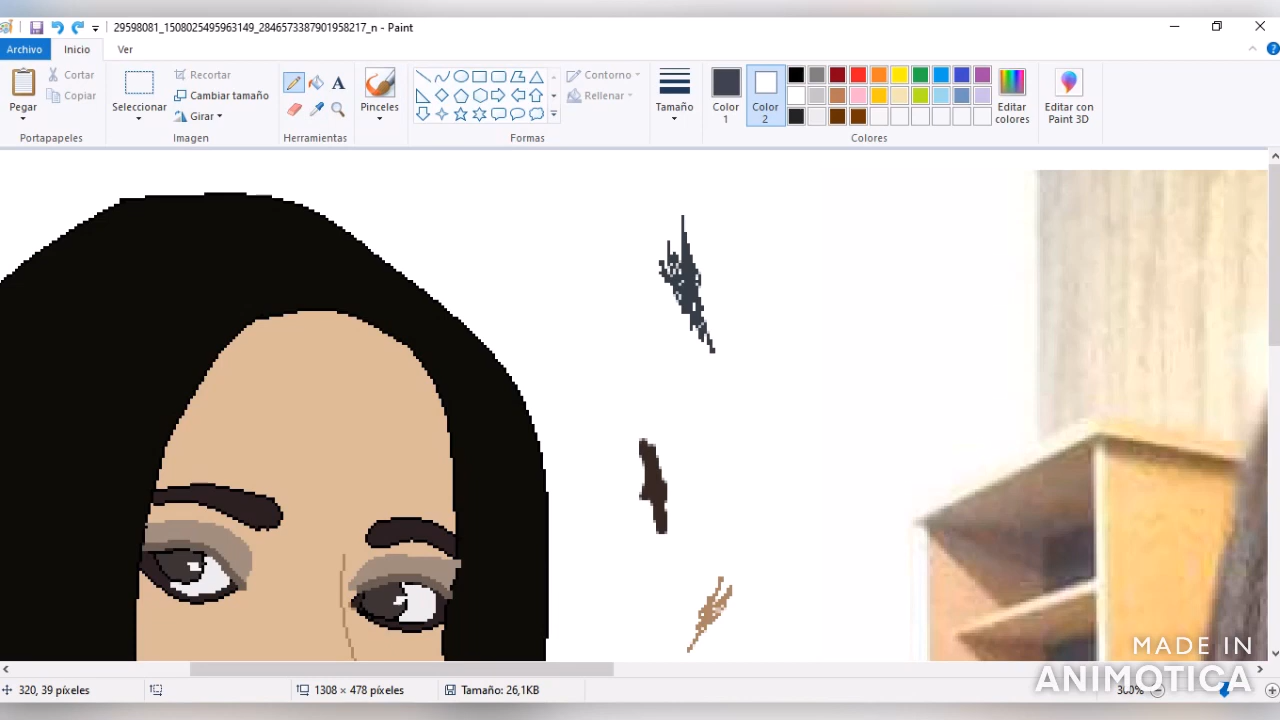 29598081_1508025495963149_2846573387901958217_n - Paint
Archivo Inicio Ver
Pegar
Cortar
Copiar
Portapapeles
Seleccionar
Recortar
Cambiar tamaño
Girar
Imagen
A
Herramientas
Pinceles
Formas
Contorno
Rellenar
Tamaño
Color 1
Color 2
Colores
Editar colores
Editar con Paint 3D
MADE IN
ANIMOTICA
320, 39 píxeles
1308 × 478 píxeles
Tamaño: 26,1KB